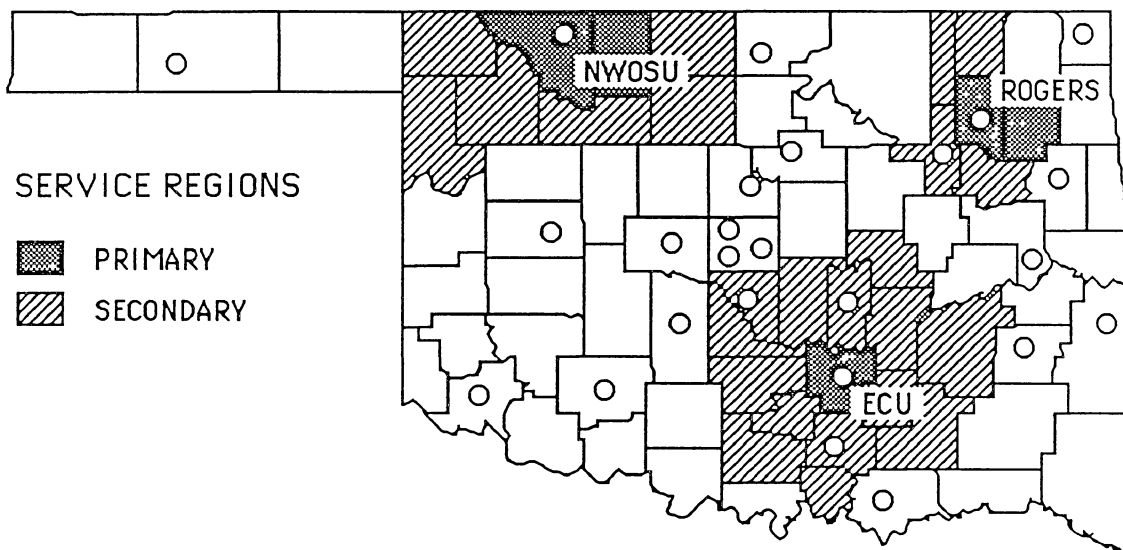 NWOSU
ROGERS
SERVICE REGIONS
PRIMARY
SECONDARY
ECU